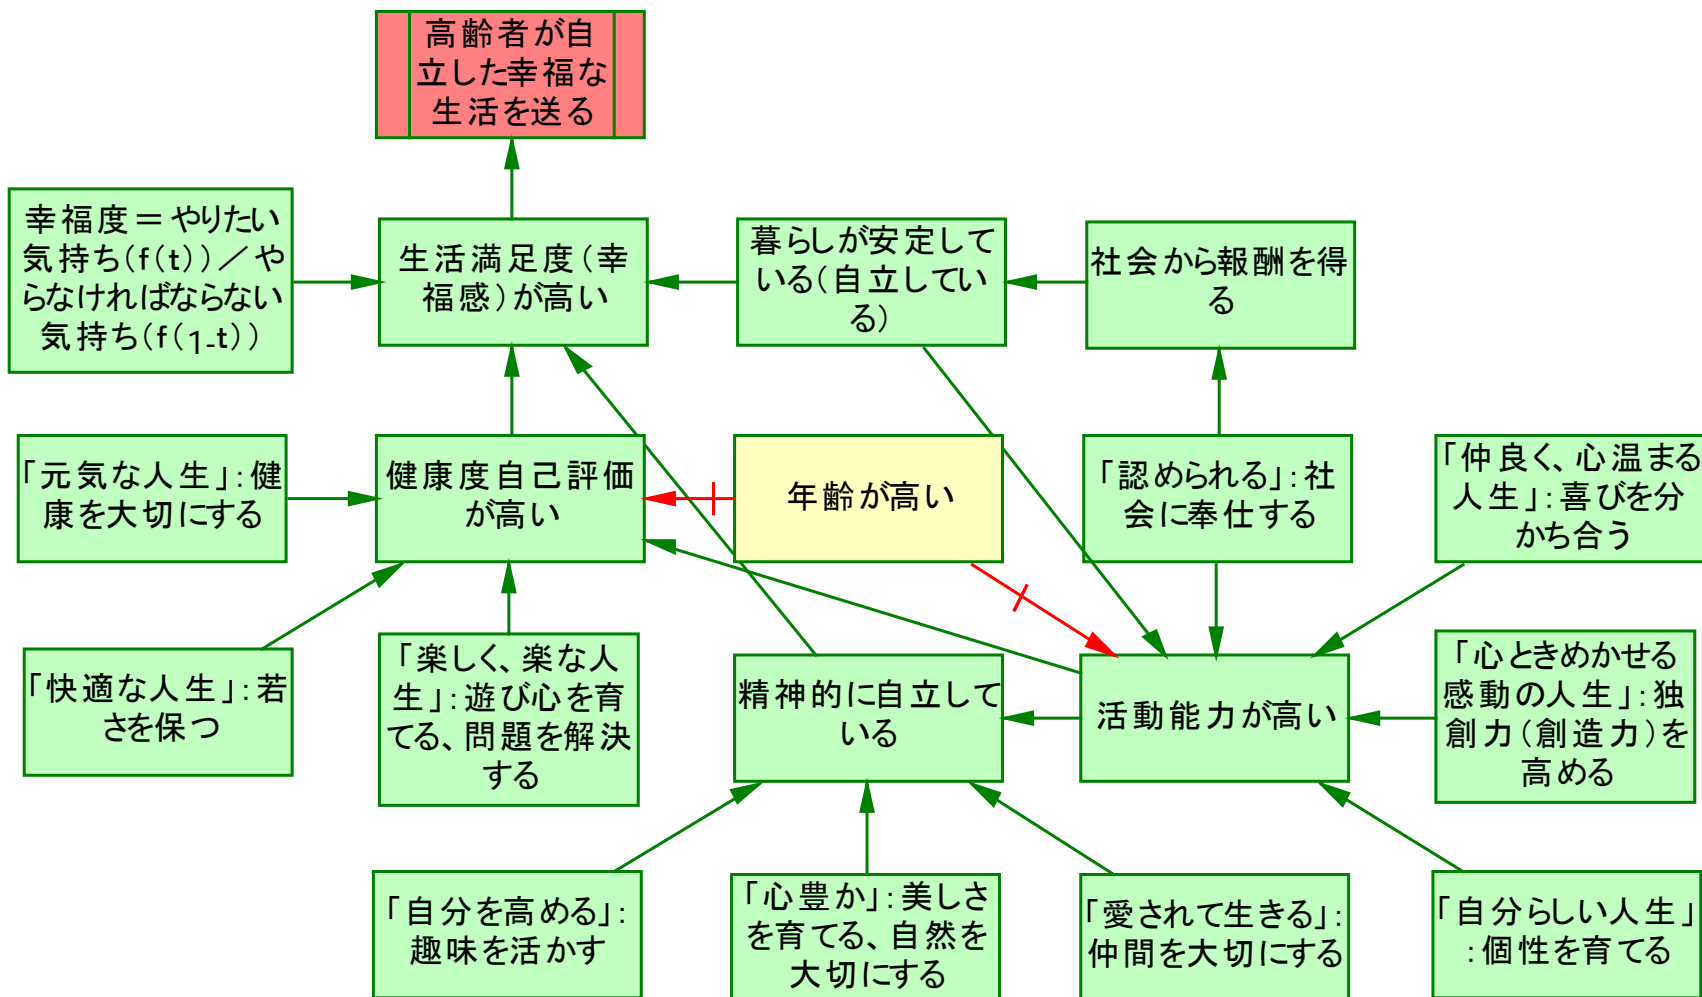 高齢者が自
立した幸福な
生活を送る
幸福度＝やりたい
気持ち（f（t））／や
らなければならない
気持ち（f（1-t））
生活満足度（幸
福感）が高い
暮らしが安定して
いる（自立してい
る）
社会から報酬を得
る
「元気な人生」：健
康を大切にする
健康度自己評価
が高い
年齢が高い
「認められる」：社
会に奉仕する
「仲良く、心温まる
人生」：喜びを分
かち合う
「快適な人生」：若
さを保つ
「楽しく、楽な人
生」：遊び心を育
てる、問題を解決
する
精神的に自立して
いる
活動能力が高い
「心ときめかせる
感動の人生」：独
創力（創造力）を
高める
「自分を高める」：
趣味を活かす
「心豊か」：美しさ
を育てる、自然を
大切にする
「愛されて生きる」：
仲間を大切にする
「自分らしい人生」
：個性を育てる